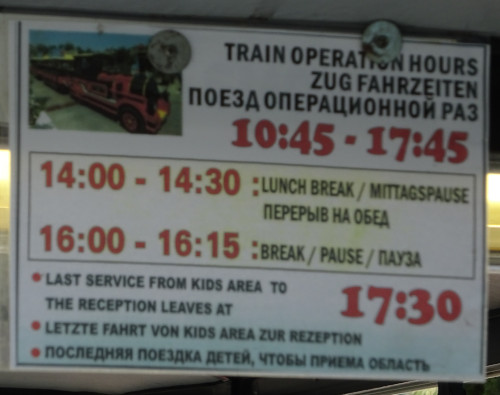 TRAIN OPERATION HOURS
ZUG FAHRZEITEN
ПОЕЗД ОПЕРАЦИОННОЙ РАЗ
10:45 - 17:45
14:00 - 14:30 : LUNCH BREAK / MITTAGSPAUSE
ПЕРЕРЫВ НА ОБЕД
16:00 - 16:15 : BREAK / PAUSE / ПАУЗА
• LAST SERVICE FROM KIDS AREA TO
THE RECEPTION LEAVES AT 17:30
• LETZTE FAHRT VON KIDS AREA ZUR REZEPTION
• ПОСЛЕДНЯЯ ПОЕЗДКА ДЕТЕЙ, ЧТОБЫ ПРИЕМА ОБЛАСТЬ